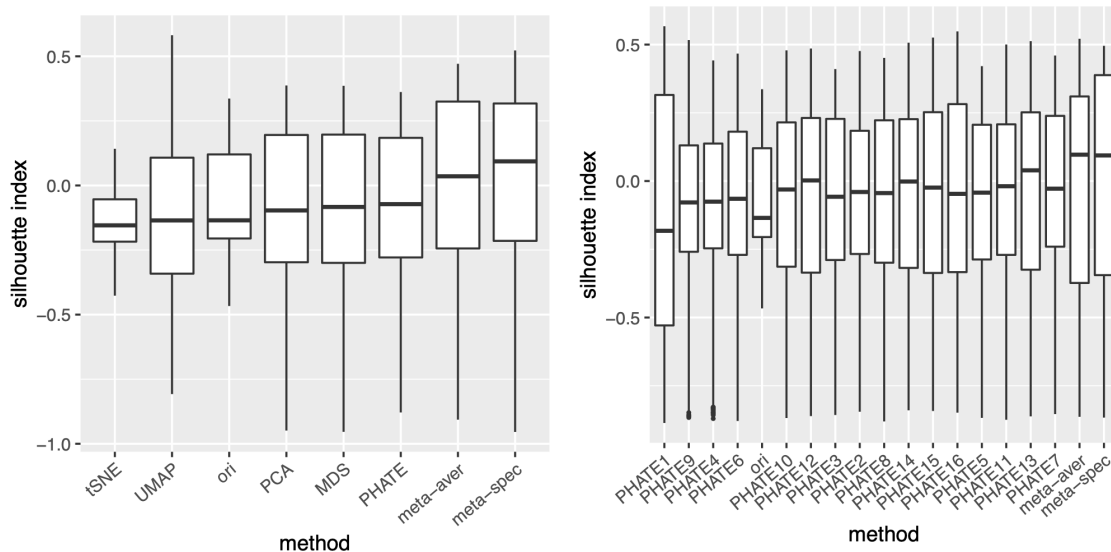 silhouette index
0.5
0.0
−0.5
−1.0
tSNE
UMAP
ori
PCA
MDS
PHATE
meta−aver
meta−spec
method
silhouette index
0.5
0.0
−0.5
PHATE1
PHATE9
PHATE4
PHATE6
ori
PHATE10
PHATE12
PHATE3
PHATE2
PHATE8
PHATE14
PHATE15
PHATE16
PHATE5
PHATE11
PHATE13
PHATE7
meta−aver
meta−spec
method